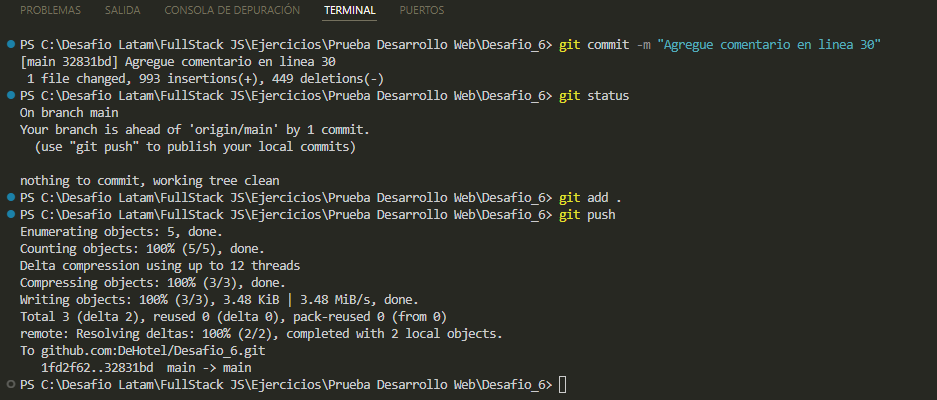 PROBLEMAS SALIDA CONSOLA DE DEPURACIÓN TERMINAL PUERTOS
PS C:\Desafio Latam\FullStack JS\Ejercicios\Prueba Desarrollo Web\Desafio_6> git commit -m "Agregue comentario en linea 30"
[main 32831bd] Agregue comentario en linea 30
 1 file changed, 993 insertions(+), 449 deletions(-)
PS C:\Desafio Latam\FullStack JS\Ejercicios\Prueba Desarrollo Web\Desafio_6> git status
On branch main
Your branch is ahead of 'origin/main' by 1 commit.
  (use "git push" to publish your local commits)

nothing to commit, working tree clean
PS C:\Desafio Latam\FullStack JS\Ejercicios\Prueba Desarrollo Web\Desafio_6> git add .
PS C:\Desafio Latam\FullStack JS\Ejercicios\Prueba Desarrollo Web\Desafio_6> git push
Enumerating objects: 5, done.
Counting objects: 100% (5/5), done.
Delta compression using up to 12 threads
Compressing objects: 100% (3/3), done.
Writing objects: 100% (3/3), 3.48 KiB | 3.48 MiB/s, done.
Total 3 (delta 2), reused 0 (delta 0), pack-reused 0 (from 0)
remote: Resolving deltas: 100% (2/2), completed with 2 local objects.
To github.com:DeHotel/Desafio_6.git
   1fd2f62..32831bd  main -> main
PS C:\Desafio Latam\FullStack JS\Ejercicios\Prueba Desarrollo Web\Desafio_6>